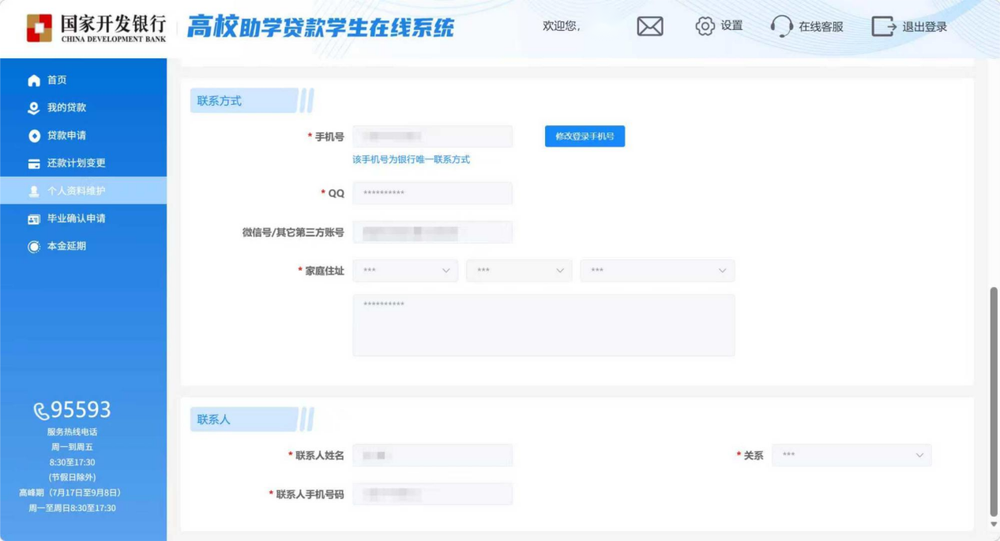 国家开发银行
CHINA DEVELOPMENT BANK
高校助学贷款学生在线系统
欢迎您,
设置
在线客服
退出登录
首页
我的贷款
贷款申请
还款计划变更
个人资料维护
毕业确认申请
本金延期
95593
服务热线电话
周一到周五
8:30至17:30
(节假日除外)
高峰期（7月17日至9月8日）
周一至周日8:30至17:30
联系方式
* 手机号
修改登录手机号
该手机号为银行唯一联系方式
* QQ
**********
微信号/其它第三方账号
* 家庭住址
*** *** ***
**********
联系人
* 联系人姓名
* 关系
***
* 联系人手机号码